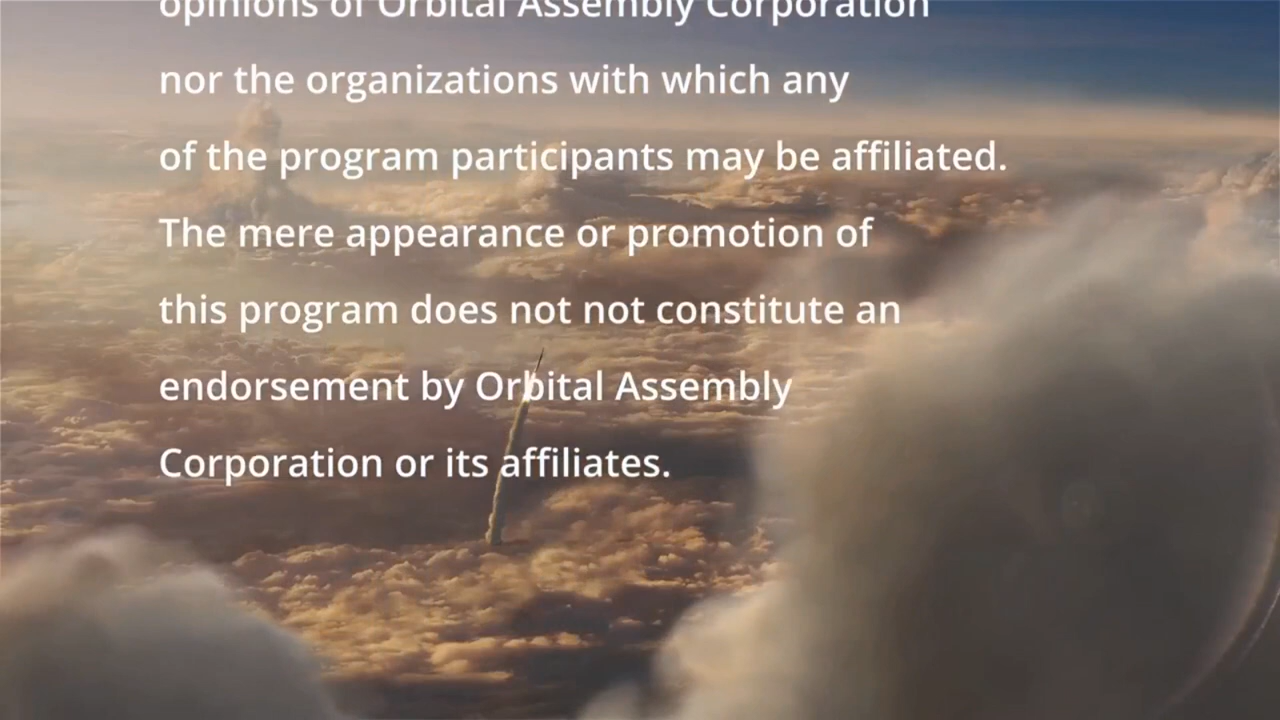 opinions of Orbital Assembly Corporation
nor the organizations with which any
of the program participants may be affiliated.
The mere appearance or promotion of
this program does not not constitute an
endorsement by Orbital Assembly
Corporation or its affiliates.